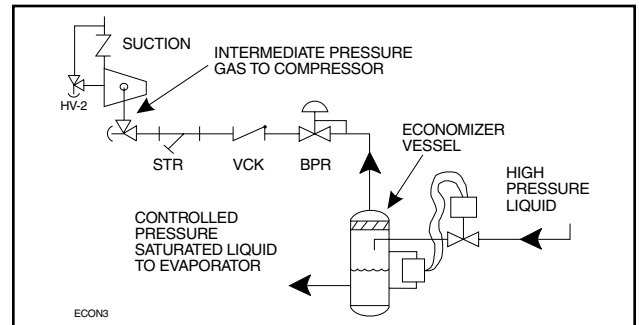 SUCTION
INTERMEDIATE PRESSURE
GAS TO COMPRESSOR
HV-2
STR
VCK
BPR
ECONOMIZER
VESSEL
HIGH
PRESSURE
LIQUID
CONTROLLED
PRESSURE
SATURATED LIQUID
TO EVAPORATOR
ECON3